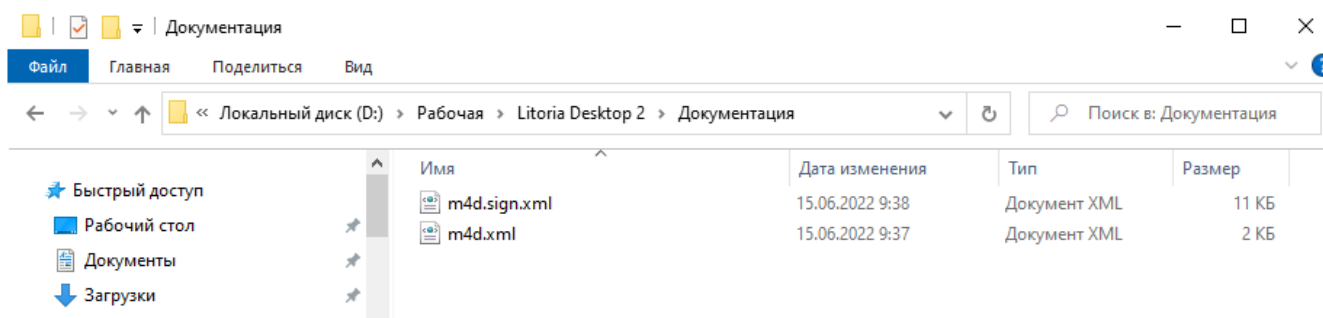 Документация
Файл Главная Поделиться Вид
« Локальный диск (D:) › Рабочая › Litoria Desktop 2 › Документация Поиск в: Документация
Имя Дата изменения Тип Размер
Быстрый доступ
m4d.sign.xml 15.06.2022 9:38 Документ XML 11 КБ
Рабочий стол
m4d.xml 15.06.2022 9:37 Документ XML 2 КБ
Документы
Загрузки